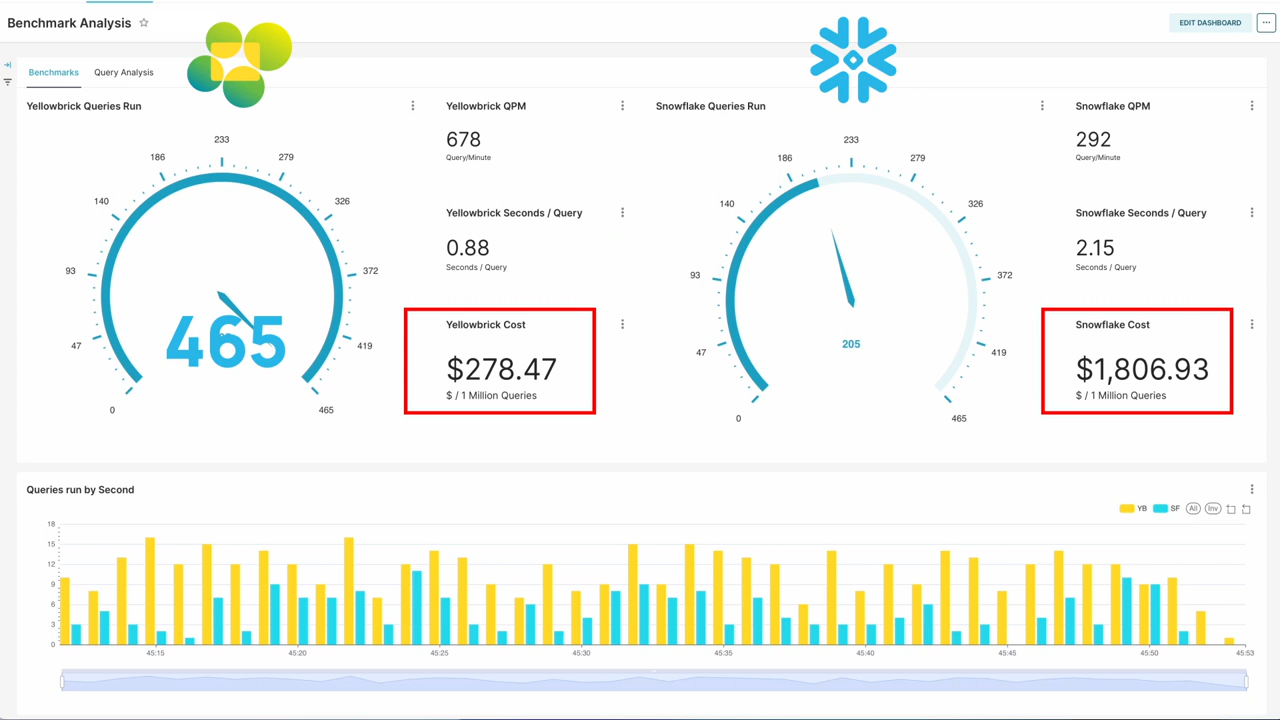 Benchmark Analysis
EDIT DASHBOARD
Benchmarks Query Analysis
Yellowbrick Queries Run
0
47
93
140
186
233
279
326
372
419
465
465
Yellowbrick QPM
678
Query/Minute
Yellowbrick Seconds / Query
0.88
Seconds / Query
Yellowbrick Cost
$278.47
$ / 1 Million Queries
Snowflake Queries Run
0
47
93
140
186
233
279
326
372
419
465
205
Snowflake QPM
292
Query/Minute
Snowflake Seconds / Query
2.15
Seconds / Query
Snowflake Cost
$1,806.93
$ / 1 Million Queries
Queries run by Second
YB SF All Inv
18
15
12
9
6
3
0
45:15 45:20 45:25 45:30 45:35 45:40 45:45 45:50 45:53